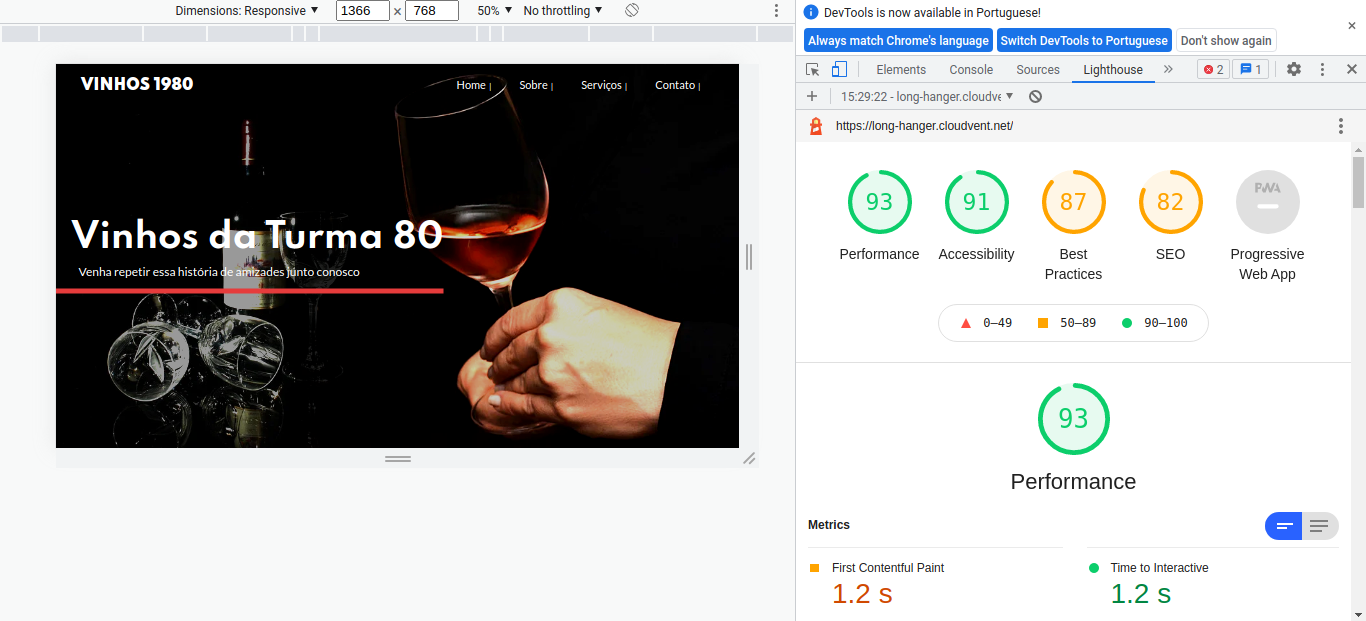 Dimensions: Responsive ▼ 1366 × 768 50% ▼ No throttling ▼
VINHOS 1980
Home |
Sobre |
Serviços |
Contato |
Vinhos da Turma 80
Venha repetir essa história de amizades junto conosco
DevTools is now available in Portuguese!
Always match Chrome's language
Switch DevTools to Portuguese
Don't show again
Elements
Console
Sources
Lighthouse
2
1
15:29:22 - long-hanger.cloudve
https://long-hanger.cloudvent.net/
93
91
87
82
PWA
Performance
Accessibility
Best
Practices
SEO
Progressive
Web App
0–49
50–89
90–100
93
Performance
Metrics
First Contentful Paint
1.2 s
Time to Interactive
1.2 s